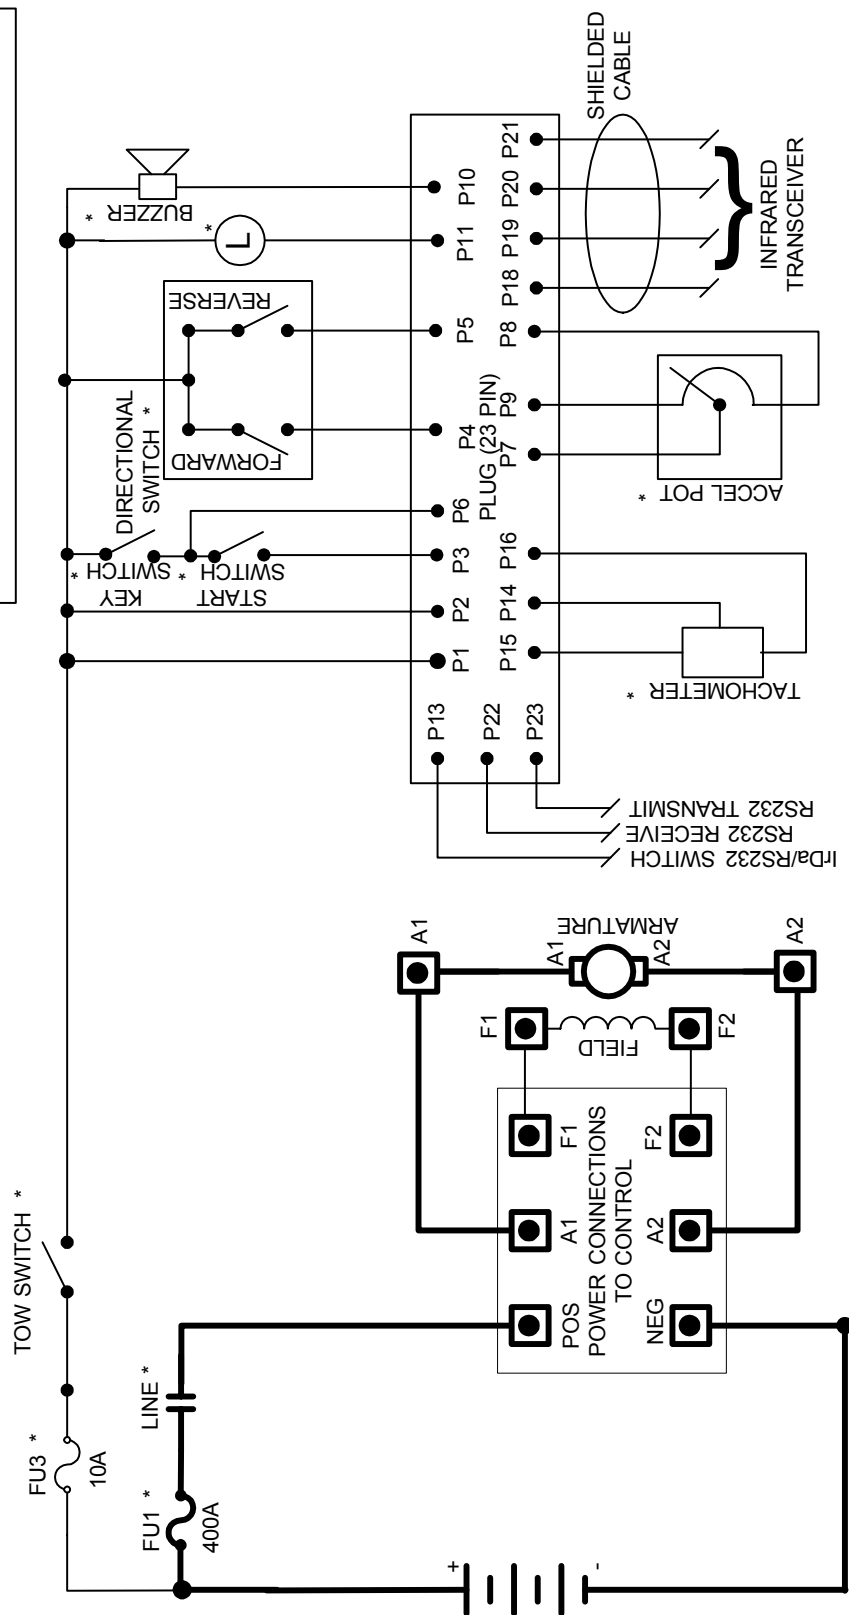 TOW SWITCH *
FU3 *
10A
FU1 *
400A
LINE *
+
-
POS
NEG
A1
A2
F1
F2
POWER CONNECTIONS
TO CONTROL
F1
F2
FIELD
A1
A2
A1
A2
ARMATURE
IrDa/RS232 SWITCH
RS232 RECEIVE
RS232 TRANSMIT
P13
P22
P23
P1
P2
P3
P6
P4
P5
P11
P10
PLUG (23 PIN)
P15
P14
P16
P7
P9
P8
P18
P19
P20
P21
KEY
SWITCH *
START
SWITCH *
DIRECTIONAL
SWITCH *
FORWARD
REVERSE
L
*
BUZZER *
TACHOMETER *
ACCEL POT *
SHIELDED
CABLE
}
INFRARED
TRANSCEIVER